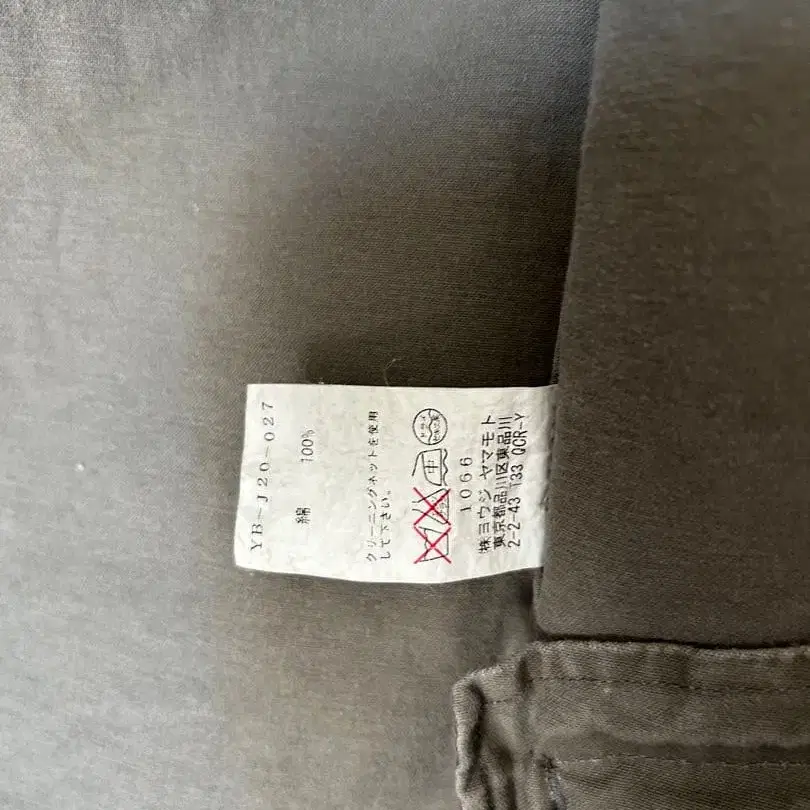 YB-J20-027
綿 100%
クリーニングネットを使用
して下さい。
中
1066
㈱ヨウジ ヤマモト
東京都品川区東品川
2-2-43 T33 QCR-Y